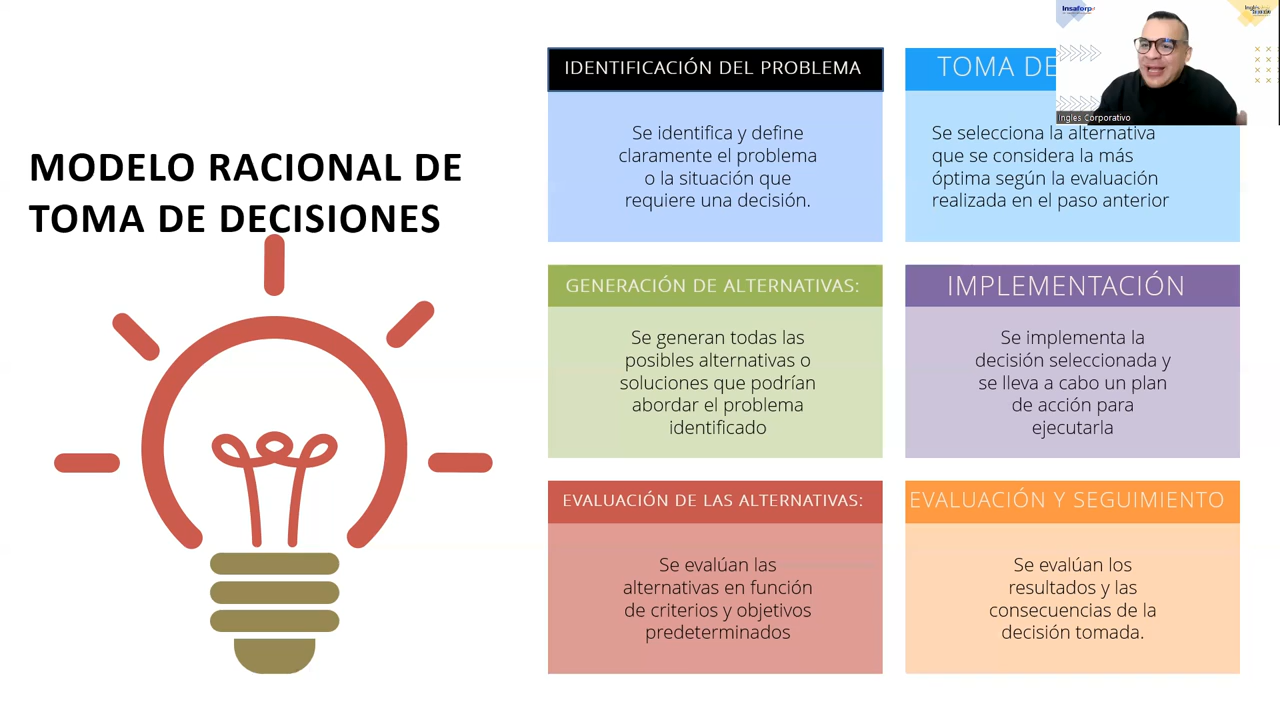 MODELO RACIONAL DE
TOMA DE DECISIONES
IDENTIFICACIÓN DEL PROBLEMA
Se identifica y define
claramente el problema
o la situación que
requiere una decisión.
GENERACIÓN DE ALTERNATIVAS:
Se generan todas las
posibles alternativas o
soluciones que podrían
abordar el problema
identificado
EVALUACIÓN DE LAS ALTERNATIVAS:
Se evalúan las
alternativas en función
de criterios y objetivos
predeterminados
TOMA DE
Se selecciona la alternativa
que se considera la más
óptima según la evaluación
realizada en el paso anterior
IMPLEMENTACIÓN
Se implementa la
decisión seleccionada y
se lleva a cabo un plan
de acción para
ejecutarla
EVALUACIÓN Y SEGUIMIENTO
Se evalúan los
resultados y las
consecuencias de la
decisión tomada.
Insaforp
Ingles Corporativo